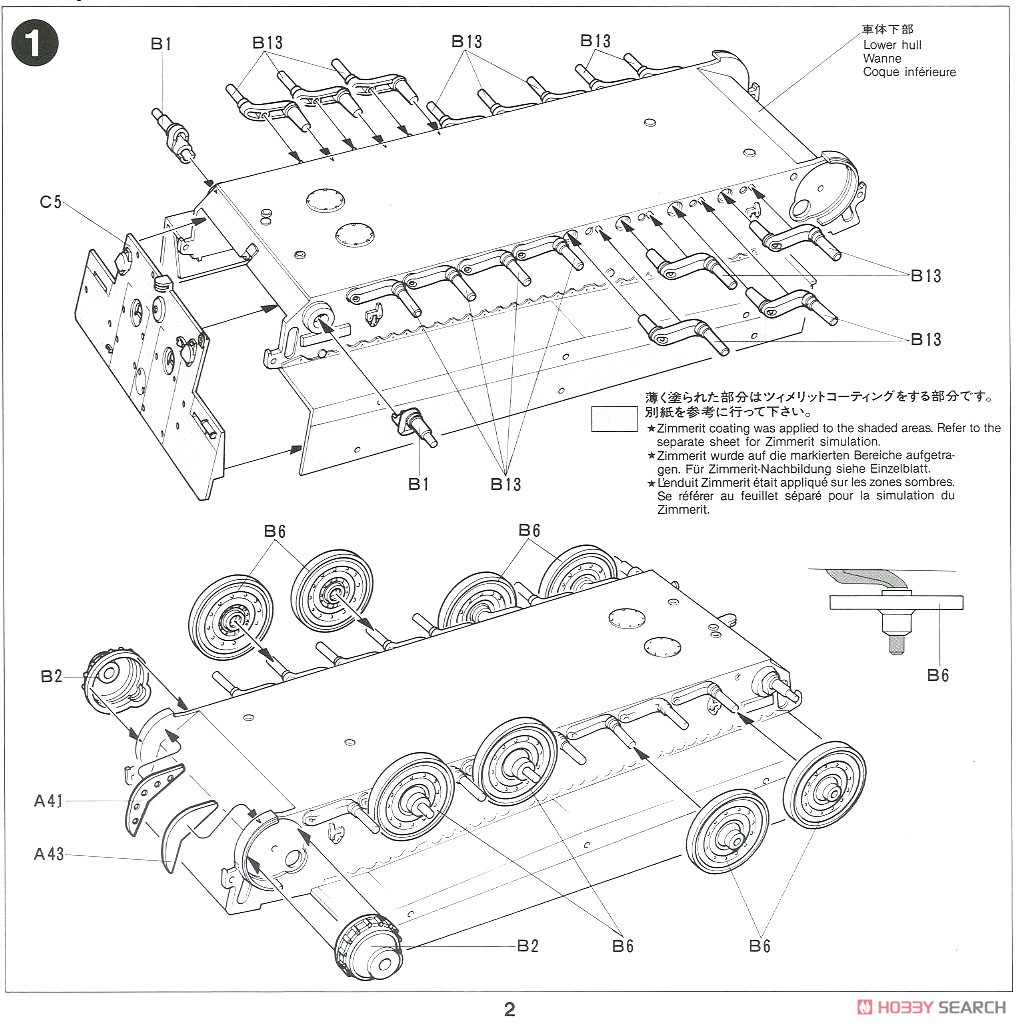 1
B1
B13
B13
B13
車体下部
Lower hull
Wanne
Coque inférieure
C5
B13
B13
B1
B13
薄く塗られた部分はツィメリットコーティングをする部分です。
別紙を参考に行って下さい。
★Zimmerit coating was applied to the shaded areas. Refer to the
separate sheet for Zimmerit simulation.
★Zimmerit wurde auf die markierten Bereiche aufgetra-
gen. Für Zimmerit-Nachbildung siehe Einzelblatt.
★L'enduit Zimmerit était appliqué sur les zones sombres.
Se référer au feuillet séparé pour la simulation du
Zimmerit.
B6
B6
B6
B2
A41
A43
B2
B6
B6
2
HOBBY SEARCH